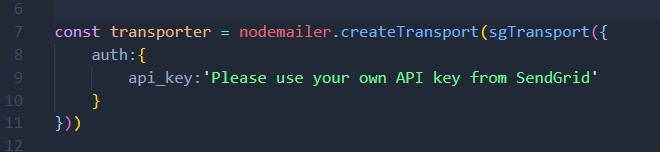 6
7 const transporter = nodemailer.createTransport(sgTransport({
8 auth:{
9 api_key:'Please use your own API key from SendGrid'
10 }
11 }))
12